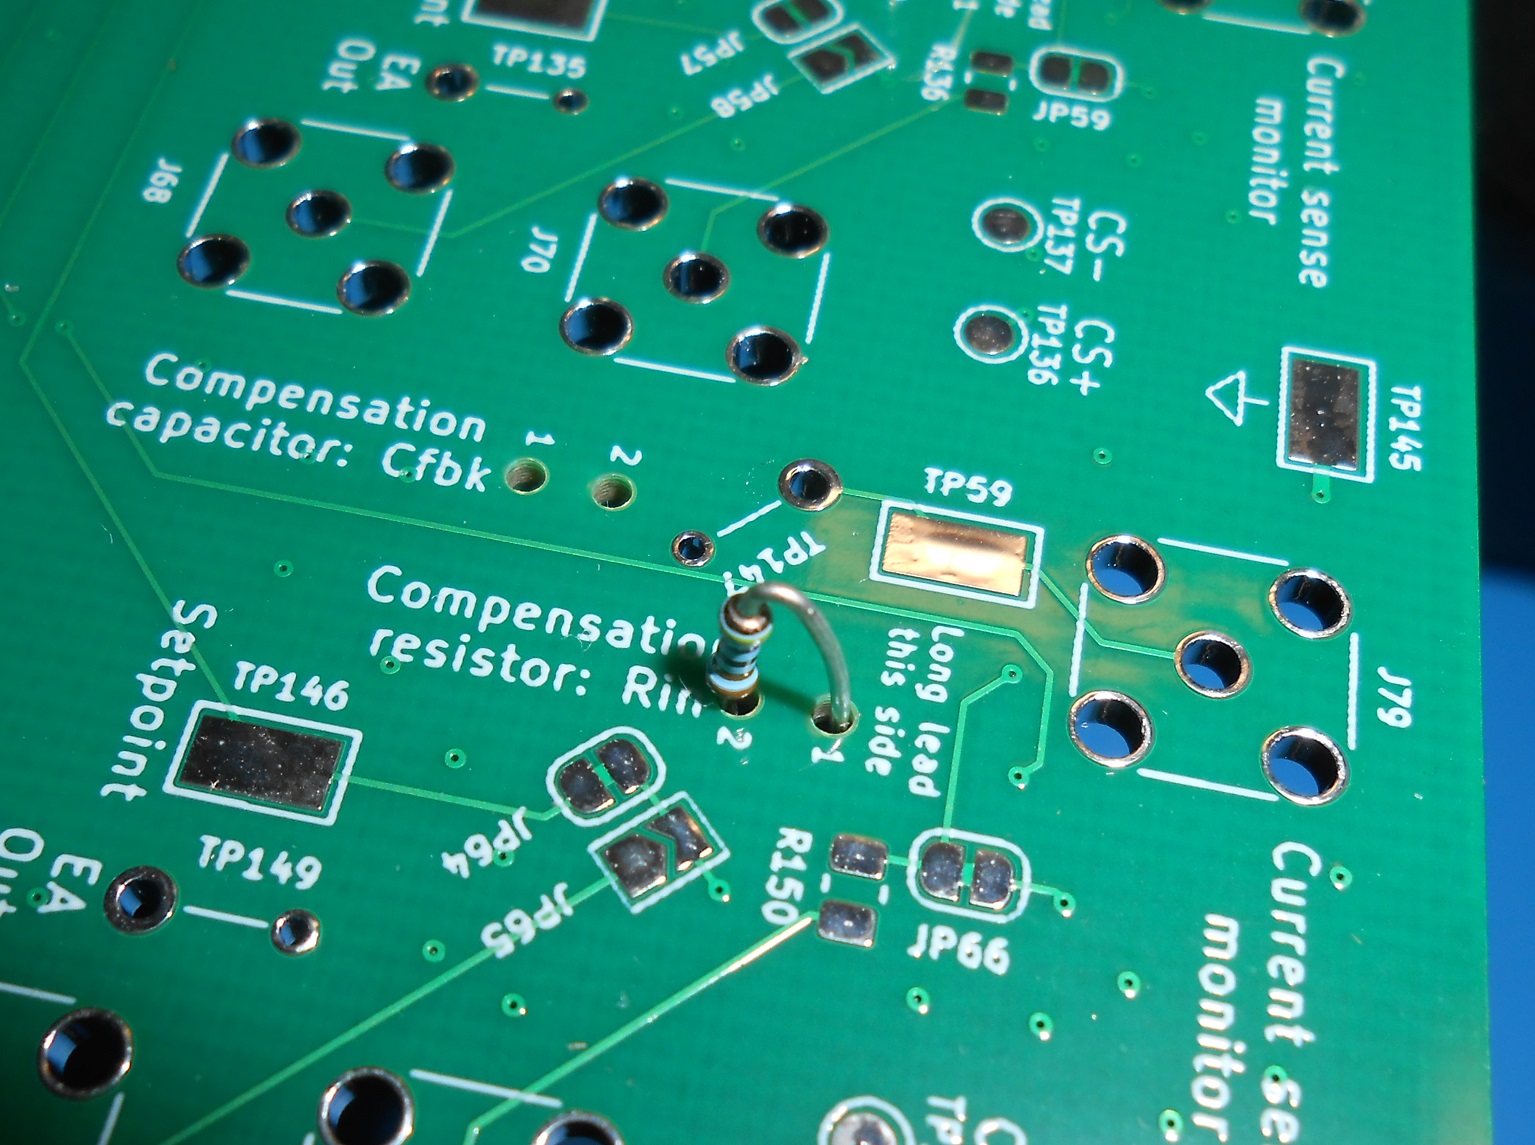 TP135
EA
Out
JP57
JP58
R136
JP59
Current sense
monitor
J68
J70
CS-
TP137
CS+
TP136
TP145
Compensation
capacitor: Cfbk
1
2
TP59
Compensation
resistor: Rin
2
1
Long lead
this side
J79
Setpoint
TP146
TP149
EA
JP64
JP65
R150
JP66
Current
monitor